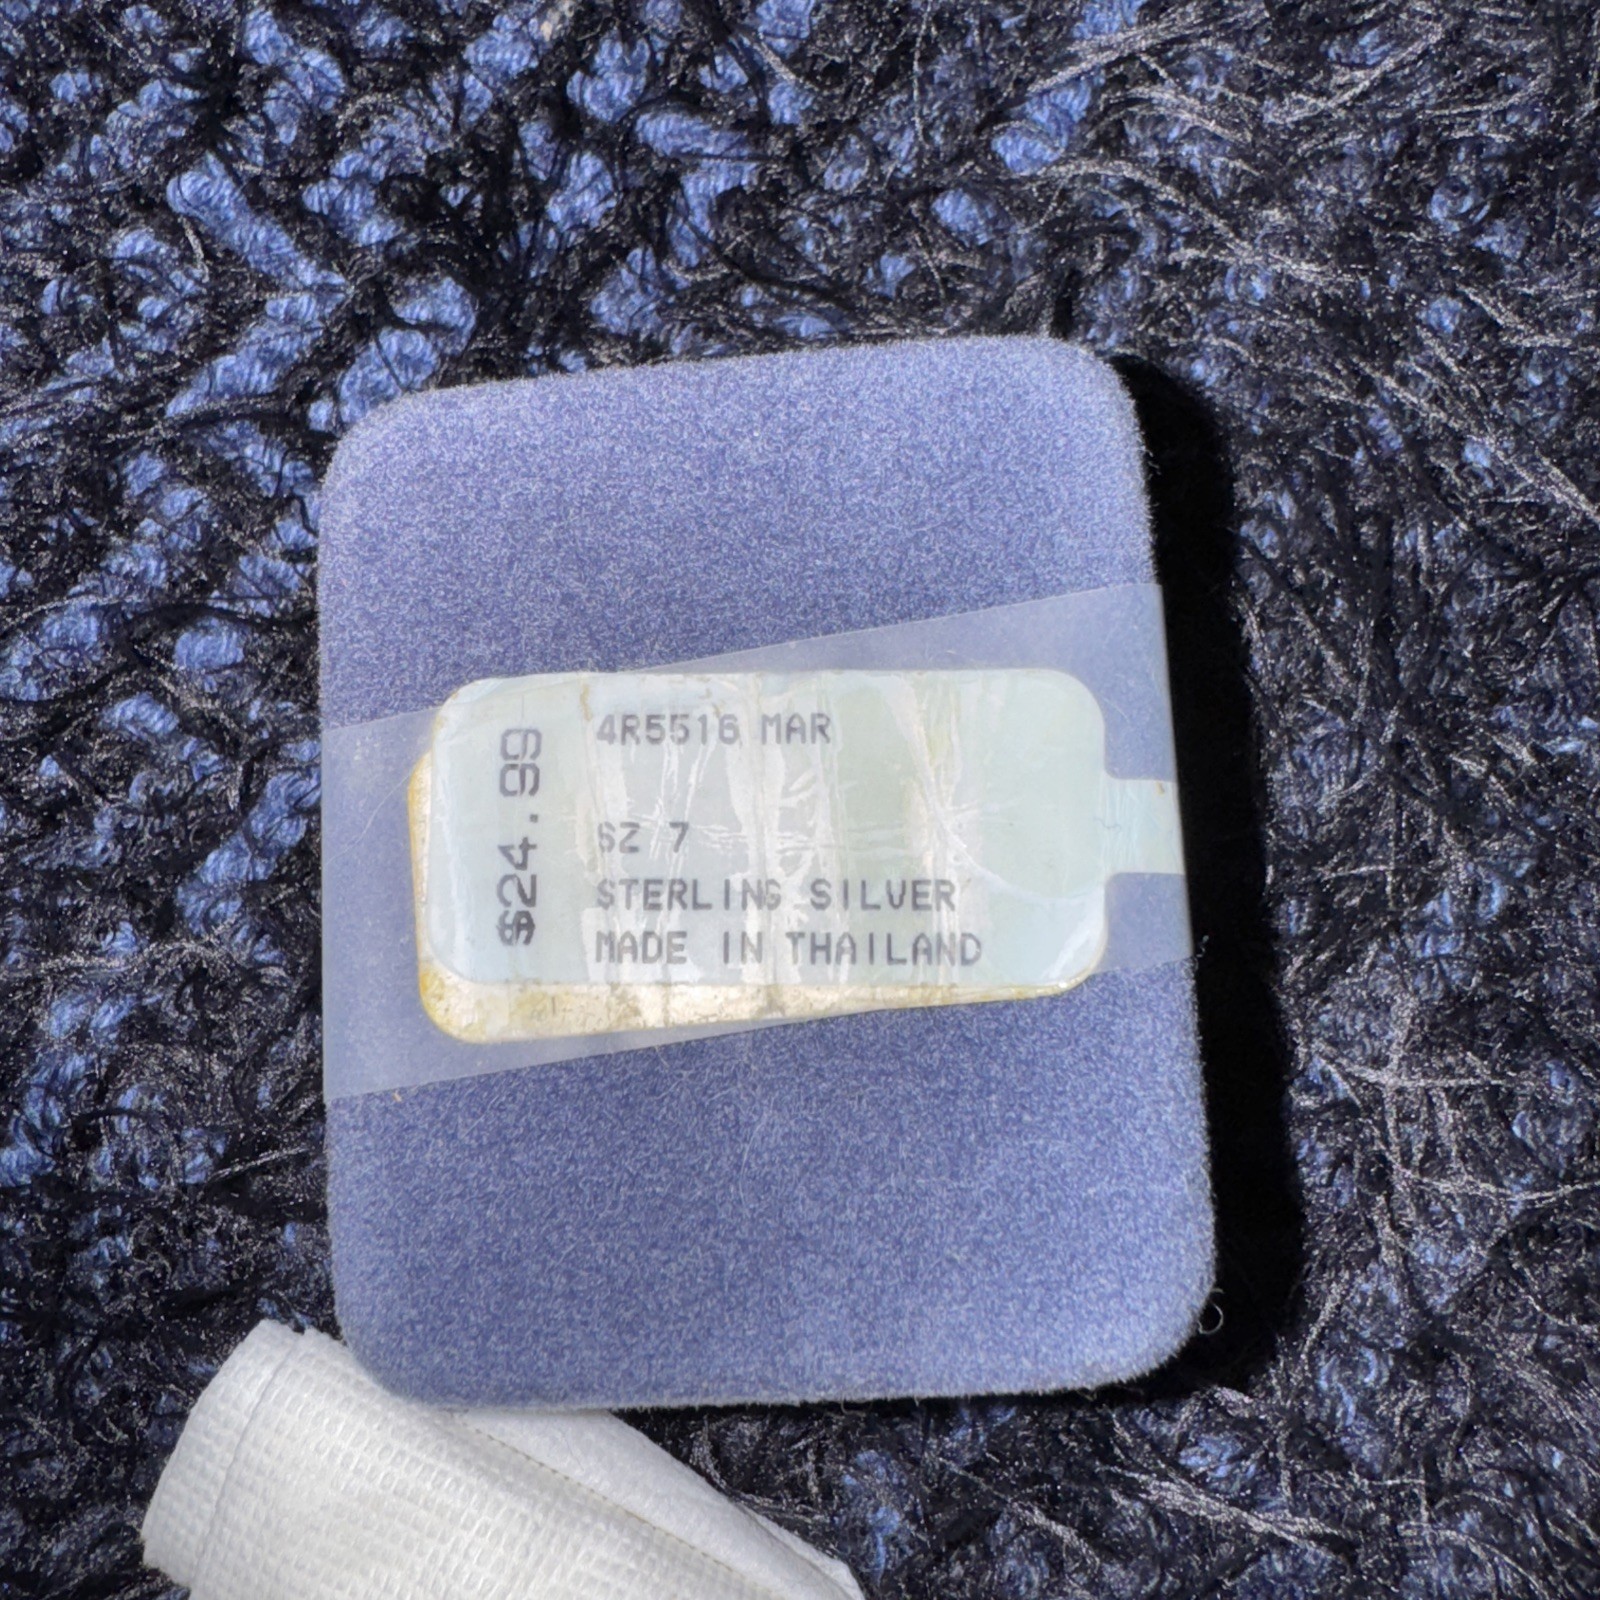 4R5516 MAR
$24.99
SZ 7
STERLING SILVER
MADE IN THAILAND